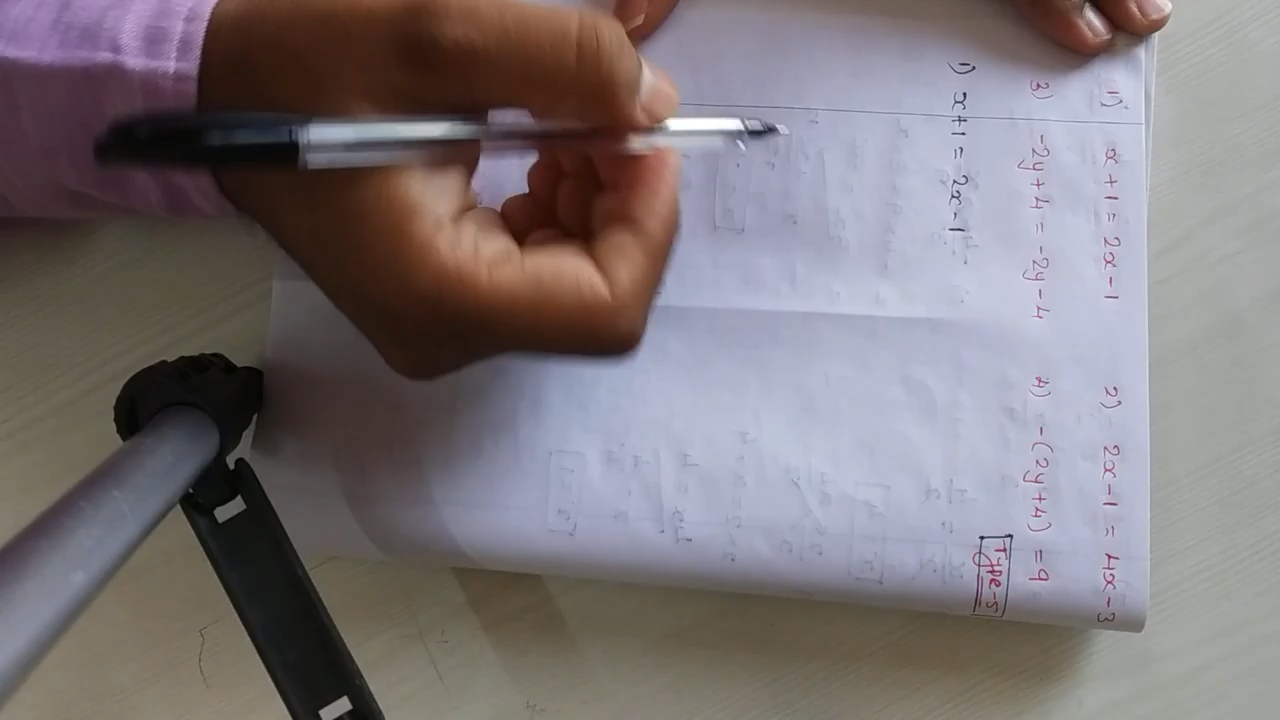 1) x+1 = 2x-1 2) 2x-1 = 4x-3
3) -2y+4 = -2y-4 4) -(2y+4) = 9
Type-5
1) x+1 = 2x-1